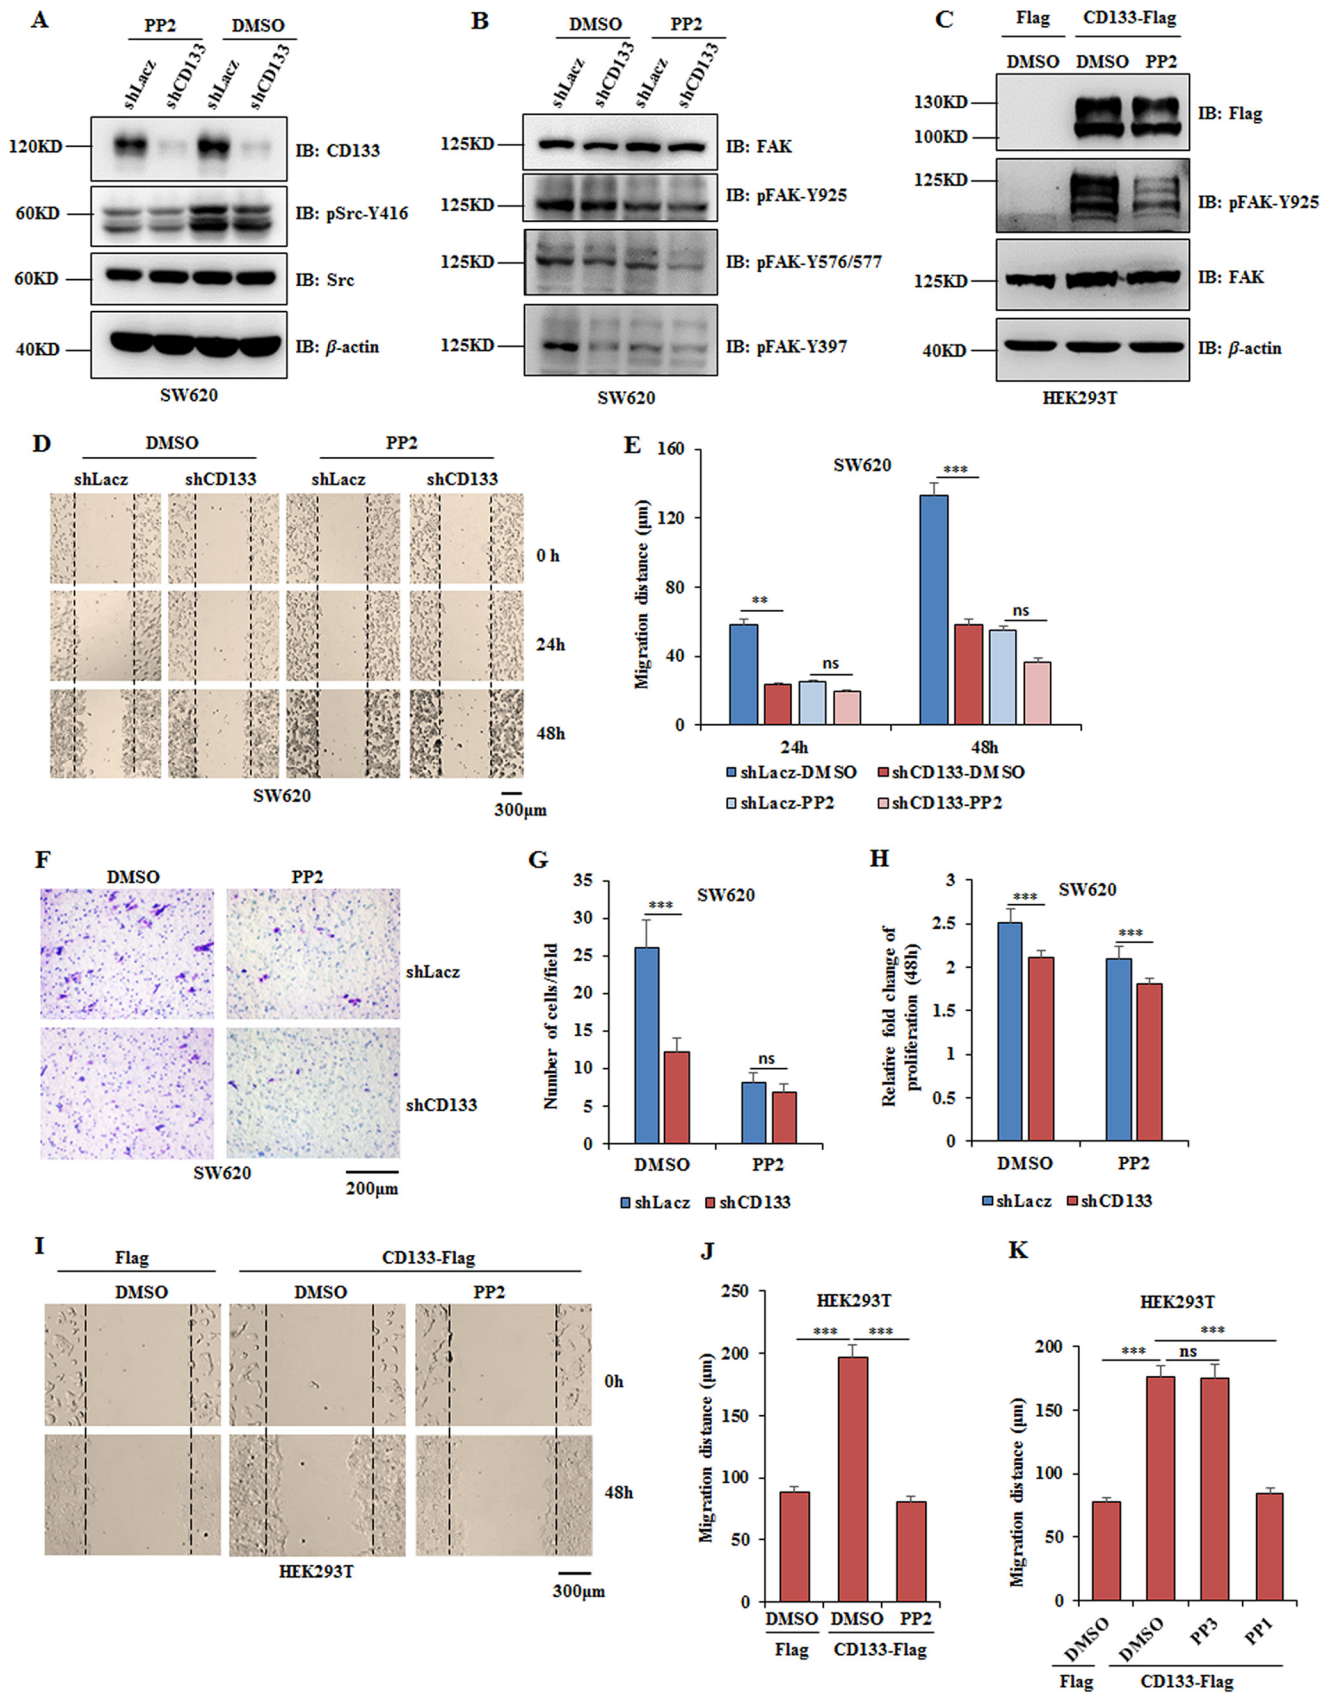 A
PP2 DMSO
shLacz shCD133 shLacz shCD133
120KD IB: CD133
60KD IB: pSrc-Y416
60KD IB: Src
40KD IB: β-actin
SW620
B
DMSO PP2
shLacz shCD133 shLacz shCD133
125KD IB: FAK
125KD IB: pFAK-Y925
125KD IB: pFAK-Y576/577
125KD IB: pFAK-Y397
SW620
C
Flag CD133-Flag
DMSO DMSO PP2
130KD
100KD
IB: Flag
125KD IB: pFAK-Y925
125KD IB: FAK
40KD IB: β-actin
HEK293T
D
DMSO PP2
shLacz shCD133 shLacz shCD133
0 h
24h
48h
SW620
300μm
E
SW620
Migration distance (μm)
160
120
80
40
0
** ns *** ns
24h 48h
shLacz-DMSO shCD133-DMSO
shLacz-PP2 shCD133-PP2
F
DMSO PP2
shLacz
shCD133
SW620
200μm
G
SW620
Number of cells/field
35
30
25
20
15
10
5
0
*** ns
DMSO PP2
shLacz shCD133
H
SW620
Relative fold change of
proliferation (48h)
3
2.5
2
1.5
1
0.5
0
*** ***
DMSO PP2
shLacz shCD133
I
Flag CD133-Flag
DMSO DMSO PP2
0h
48h
HEK293T
300μm
J
HEK293T
Migration distance (μm)
250
200
150
100
50
0
*** ***
DMSO DMSO PP2
Flag CD133-Flag
K
HEK293T
Migration distance (μm)
200
150
100
50
0
***
*** ns
DMSO DMSO PP3 PP1
Flag CD133-Flag